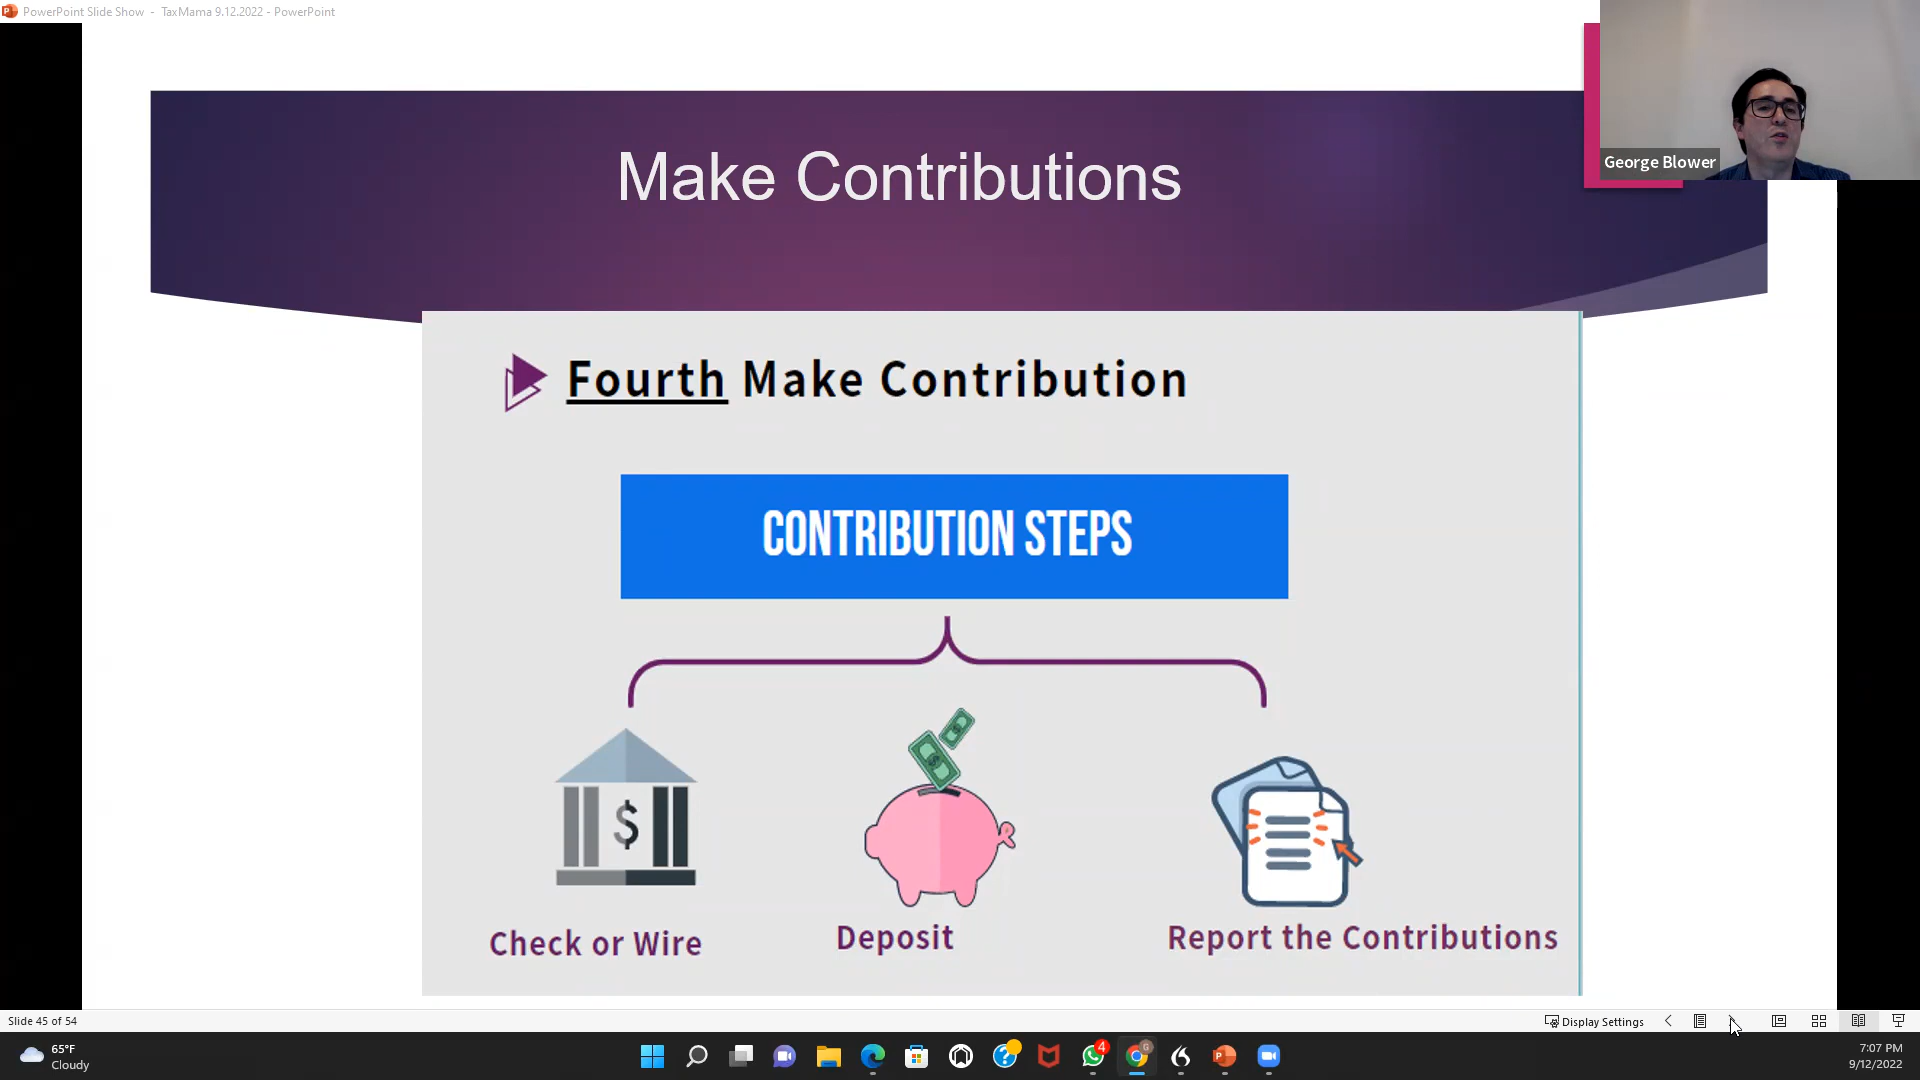 PowerPoint Slide Show - TaxMama 9.12.2022 - PowerPoint
George Blower
Make Contributions
Fourth Make Contribution
CONTRIBUTION STEPS
$
Check or Wire
Deposit
Report the Contributions
Slide 45 of 54
Display Settings
65°F
Cloudy
4
G
7:07 PM
9/12/2022